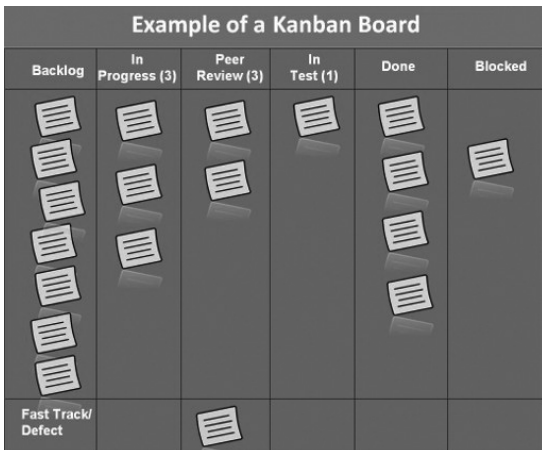 Example of a Kanban Board
Backlog
In
Progress (3)
Peer
Review (3)
In
Test (1)
Done
Blocked
Fast Track/
Defect